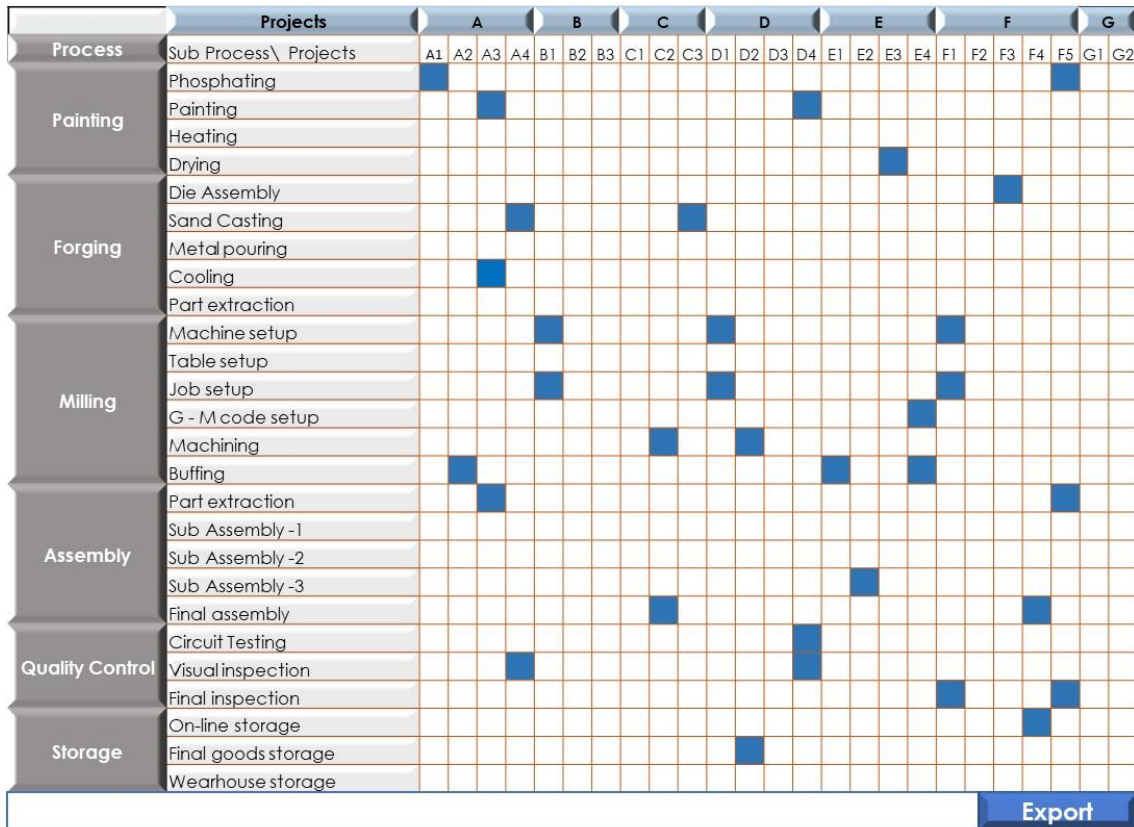 Projects A B C D E F G
Process Sub Process\ Projects A1 A2 A3 A4 B1 B2 B3 C1 C2 C3 D1 D2 D3 D4 E1 E2 E3 E4 F1 F2 F3 F4 F5 G1 G2
Painting
Phosphating
Painting
Heating
Drying
Forging
Die Assembly
Sand Casting
Metal pouring
Cooling
Part extraction
Milling
Machine setup
Table setup
Job setup
G - M code setup
Machining
Buffing
Assembly
Part extraction
Sub Assembly -1
Sub Assembly -2
Sub Assembly -3
Final assembly
Quality Control
Circuit Testing
Visual inspection
Final inspection
Storage
On-line storage
Final goods storage
Wearhouse storage
Export